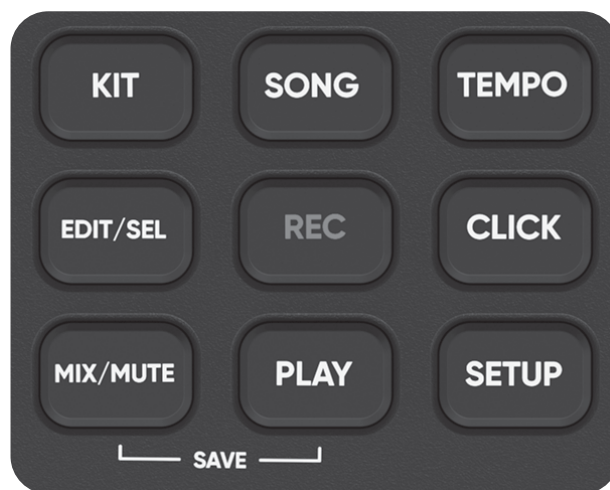 KIT SONG TEMPO
EDIT/SEL REC CLICK
MIX/MUTE PLAY SETUP
SAVE